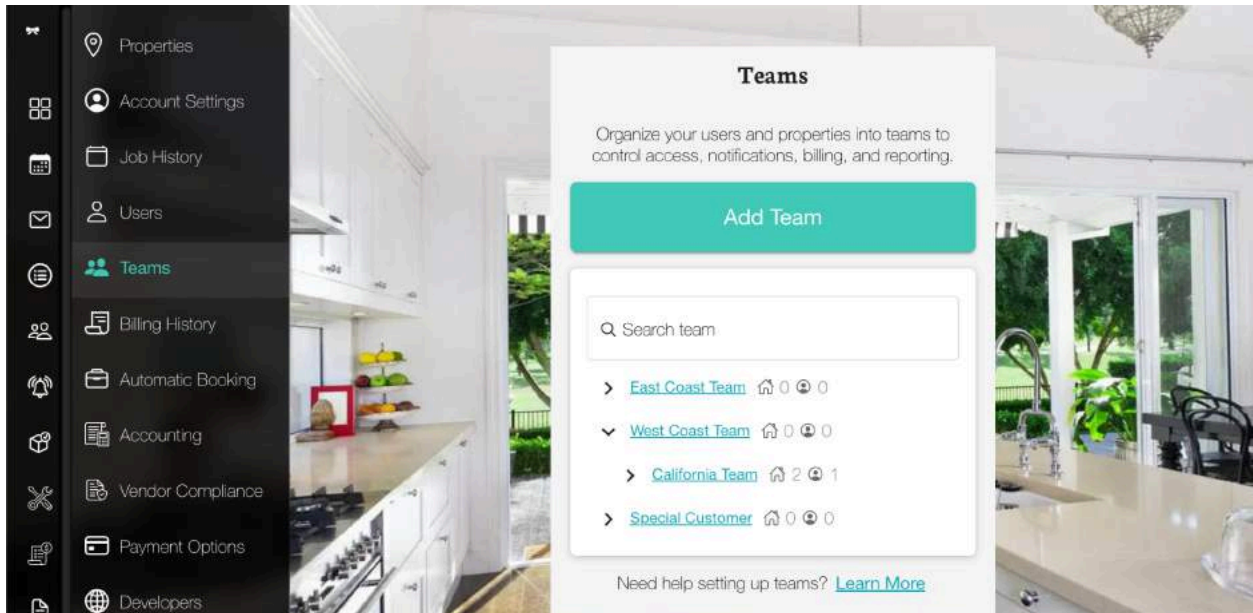 Properties
Account Settings
Job History
Users
Teams
Billing History
Automatic Booking
Accounting
Vendor Compliance
Payment Options
Developers
Teams
Organize your users and properties into teams to
control access, notifications, billing, and reporting.
Add Team
Search team
East Coast Team 0 0
West Coast Team 0 0
California Team 2 1
Special Customer 0 0
Need help setting up teams? Learn More